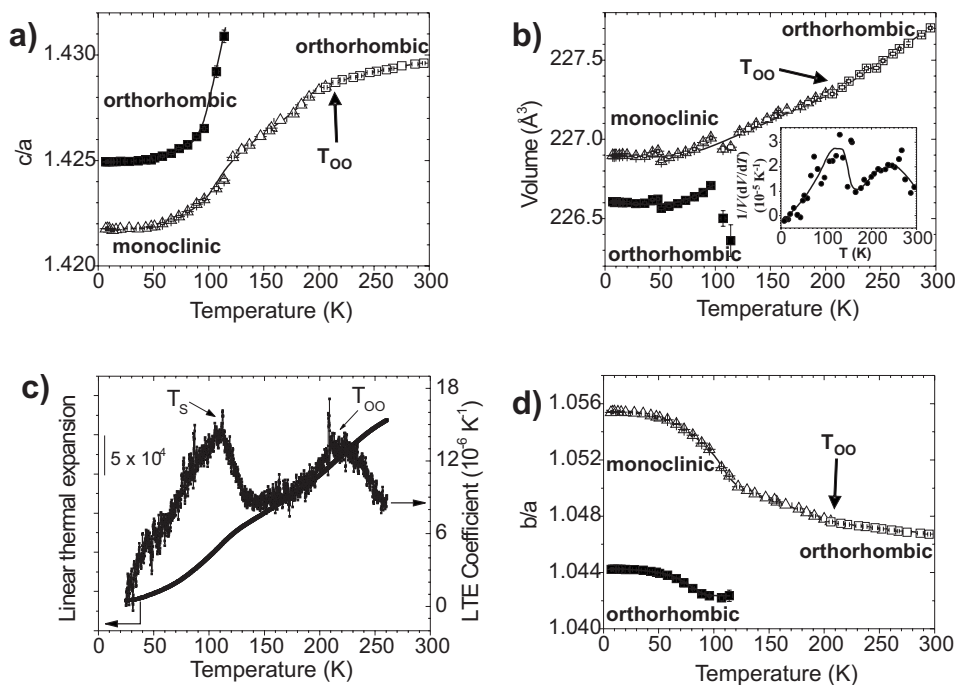 a)
1.430
1.425
1.420
c/a
orthorhombic
orthorhombic
T_OO
monoclinic
0 50 100 150 200 250 300
Temperature (K)
b)
227.5
227.0
226.5
Volume (Å³)
orthorhombic
T_OO
monoclinic
orthorhombic
3
2
1
0
1/V(dV/dT)
(10⁻⁵ K⁻¹)
0 100 200 300
T (K)
0 50 100 150 200 250 300
Temperature (K)
c)
Linear thermal expansion
5 x 10⁴
T_S
T_OO
18
12
6
0
LTE Coefficient (10⁻⁶ K⁻¹)
0 50 100 150 200 250 300
Temperature (K)
d)
1.056
1.052
1.048
1.044
1.040
b/a
monoclinic
T_OO
orthorhombic
orthorhombic
0 50 100 150 200 250 300
Temperature (K)